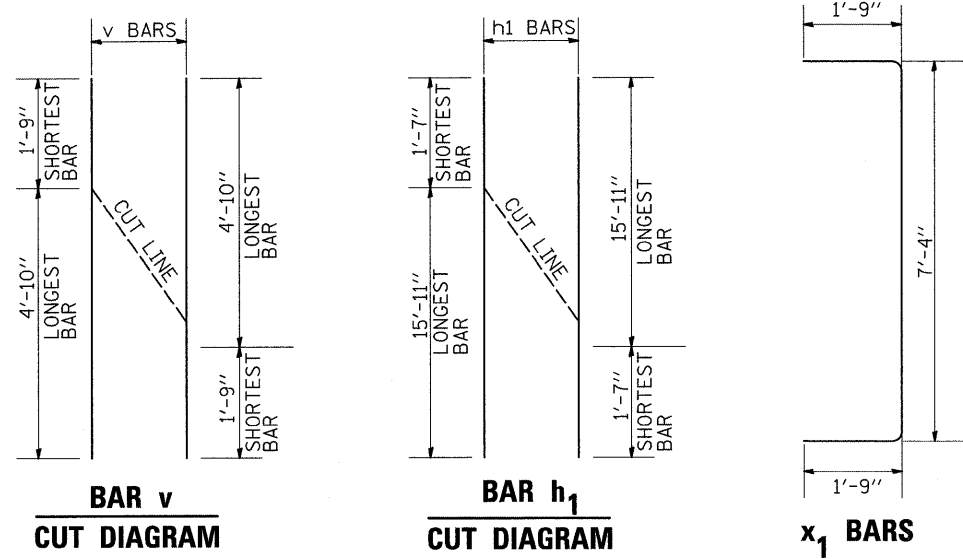 v BARS
1'-9"
SHORTEST
BAR
4'-10"
LONGEST
BAR
CUT LINE
4'-10"
LONGEST
BAR
1'-9"
SHORTEST
BAR
BAR v
CUT DIAGRAM
h1 BARS
1'-7"
SHORTEST
BAR
15'-11"
LONGEST
BAR
CUT LINE
15'-11"
LONGEST
BAR
1'-7"
SHORTEST
BAR
BAR h₁
CUT DIAGRAM
1'-9"
7'-4"
1'-9"
x₁ BARS